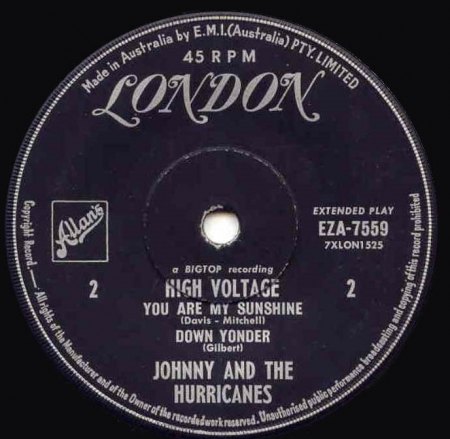 Made in Australia by E.M.I.(Australia) PTY. LIMITED
45 RPM
LONDON
Allan's
EXTENDED PLAY
EZA-7559
7XLON1525
2
2
a BIGTOP recording
HIGH VOLTAGE
YOU ARE MY SUNSHINE
(Davis - Mitchell)
DOWN YONDER
(Gilbert)
JOHNNY AND THE
HURRICANES
Copyright Record.
All rights of the Manufacturer and of the Owner of the recorded work reserved. Unauthorised public performance broadcasting and copying of this record prohibited